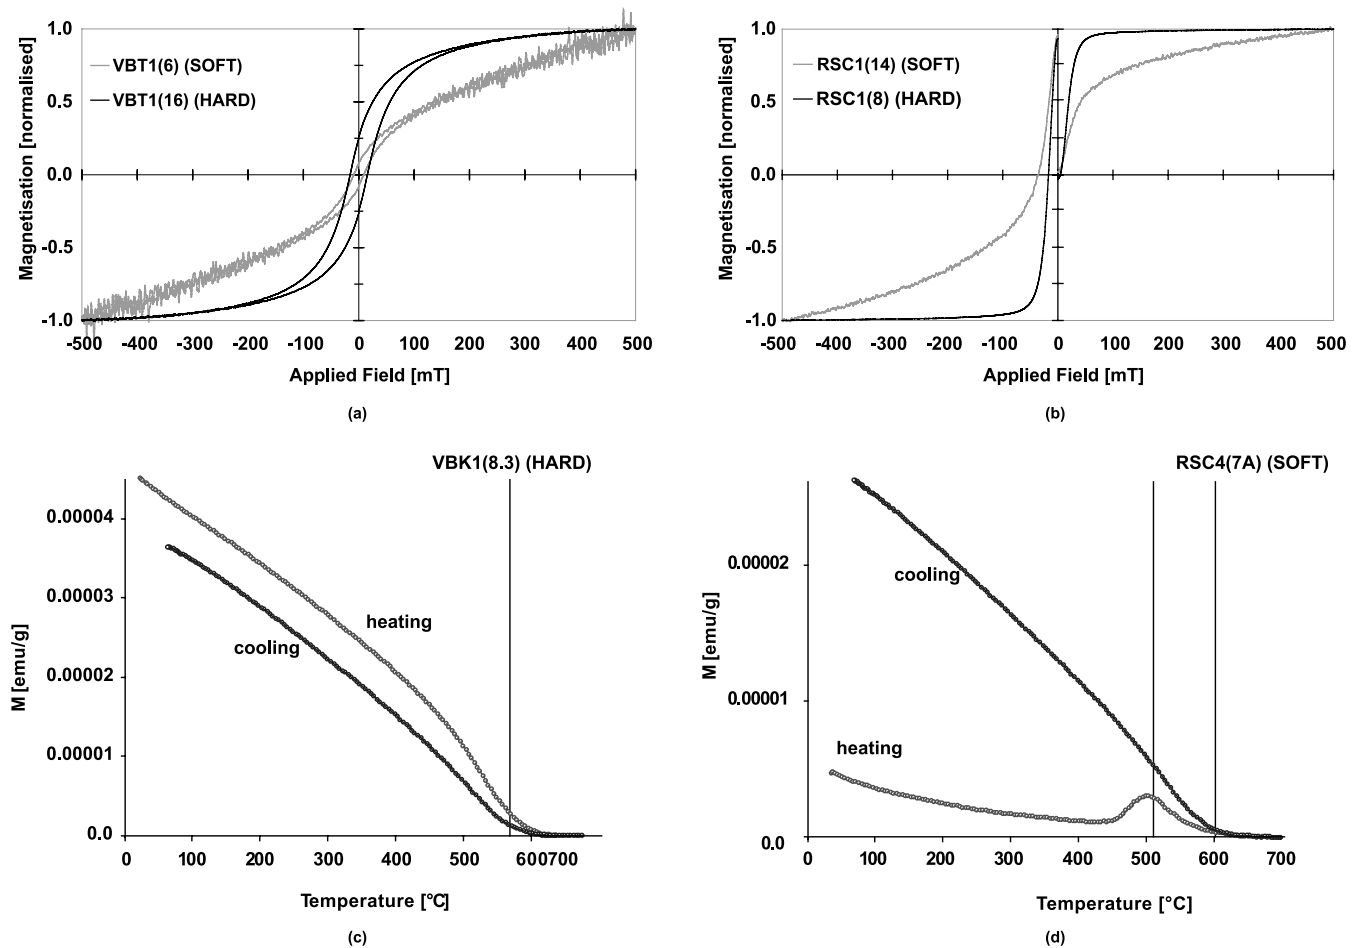 1.0
0.5
0.0
-0.5
-1.0
Magnetisation [normalised]
VBT1(6) (SOFT)
VBT1(16) (HARD)
-500 -400 -300 -200 -100 0 100 200 300 400 500
Applied Field [mT]
(a)
1.0
0.5
0.0
-0.5
-1.0
Magnetisation [normalised]
RSC1(14) (SOFT)
RSC1(8) (HARD)
-500 -400 -300 -200 -100 0 100 200 300 400 500
Applied Field [mT]
(b)
VBK1(8.3) (HARD)
0.00004
0.00003
0.00002
0.00001
0.0
M [emu/g]
heating
cooling
0 100 200 300 400 500 600700
Temperature [°C]
(c)
RSC4(7A) (SOFT)
0.00002
0.00001
0.0
M [emu/g]
cooling
heating
0 100 200 300 400 500 600 700
Temperature [°C]
(d)